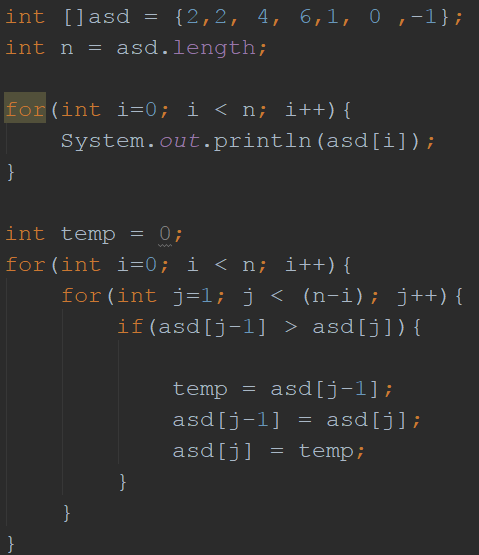 int []asd = {2,2, 4, 6,1, 0 ,-1};
int n = asd.length;
for(int i=0; i < n; i++){
System.out.println(asd[i]);
}
int temp = 0;
for(int i=0; i < n; i++){
for(int j=1; j < (n-i); j++){
if(asd[j-1] > asd[j]){
temp = asd[j-1];
asd[j-1] = asd[j];
asd[j] = temp;
}
}
}